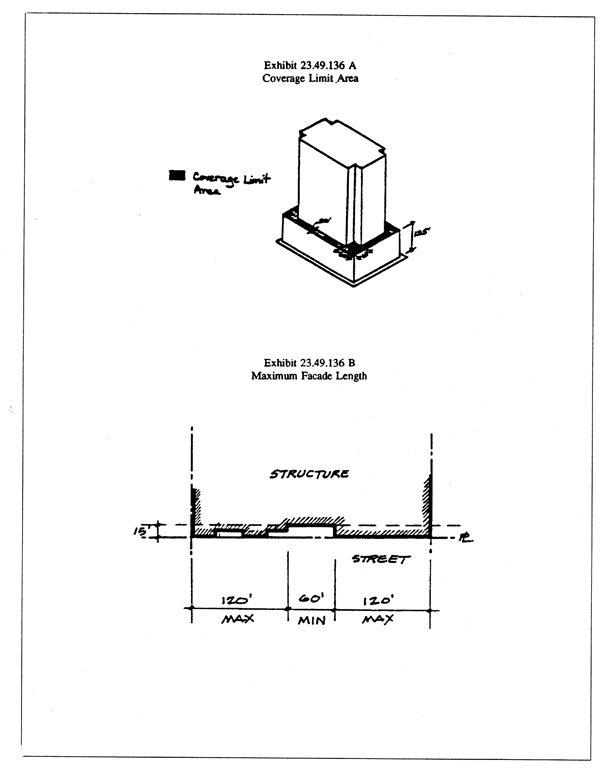 Exhibit 23.49.136 A
Coverage Limit Area
Coverage Limit
Area
20'
125'
Exhibit 23.49.136 B
Maximum Facade Length
STRUCTURE
15'
PL
STREET
120' 60' 120'
MAX MIN MAX